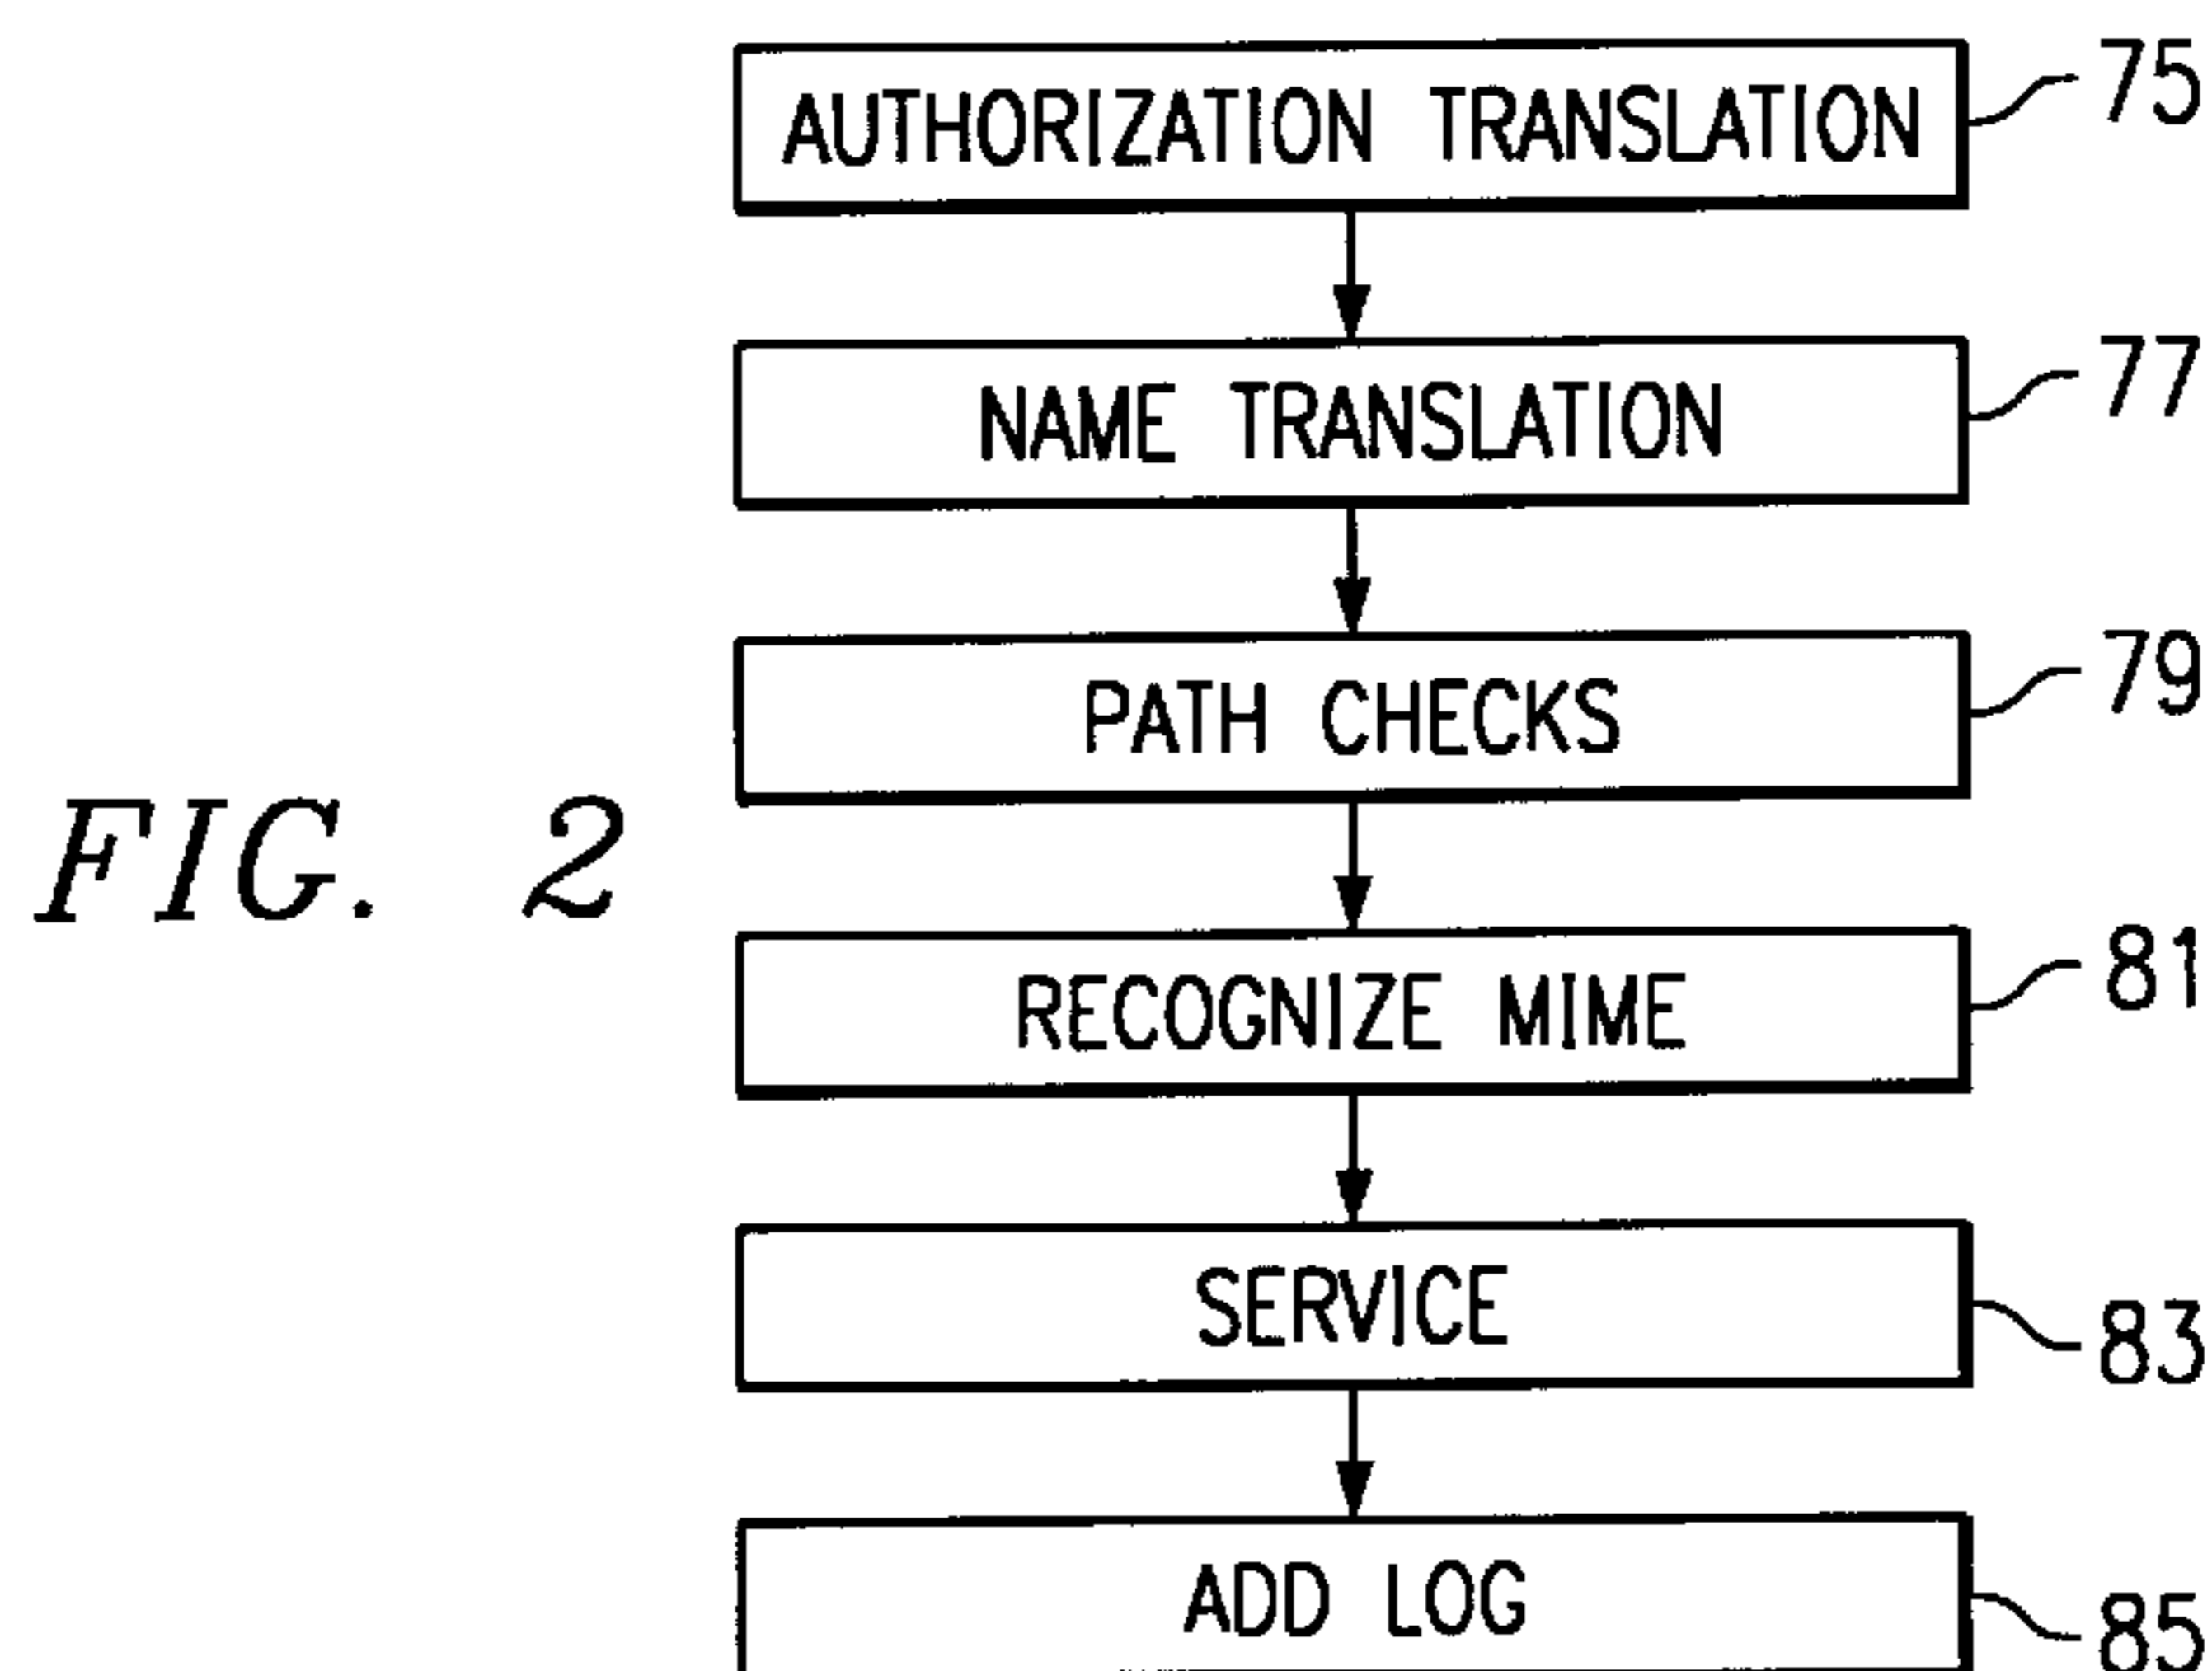 AUTHORIZATION TRANSLATION 75
NAME TRANSLATION 77
PATH CHECKS 79
FIG. 2
RECOGNIZE MIME 81
SERVICE 83
ADD LOG 85